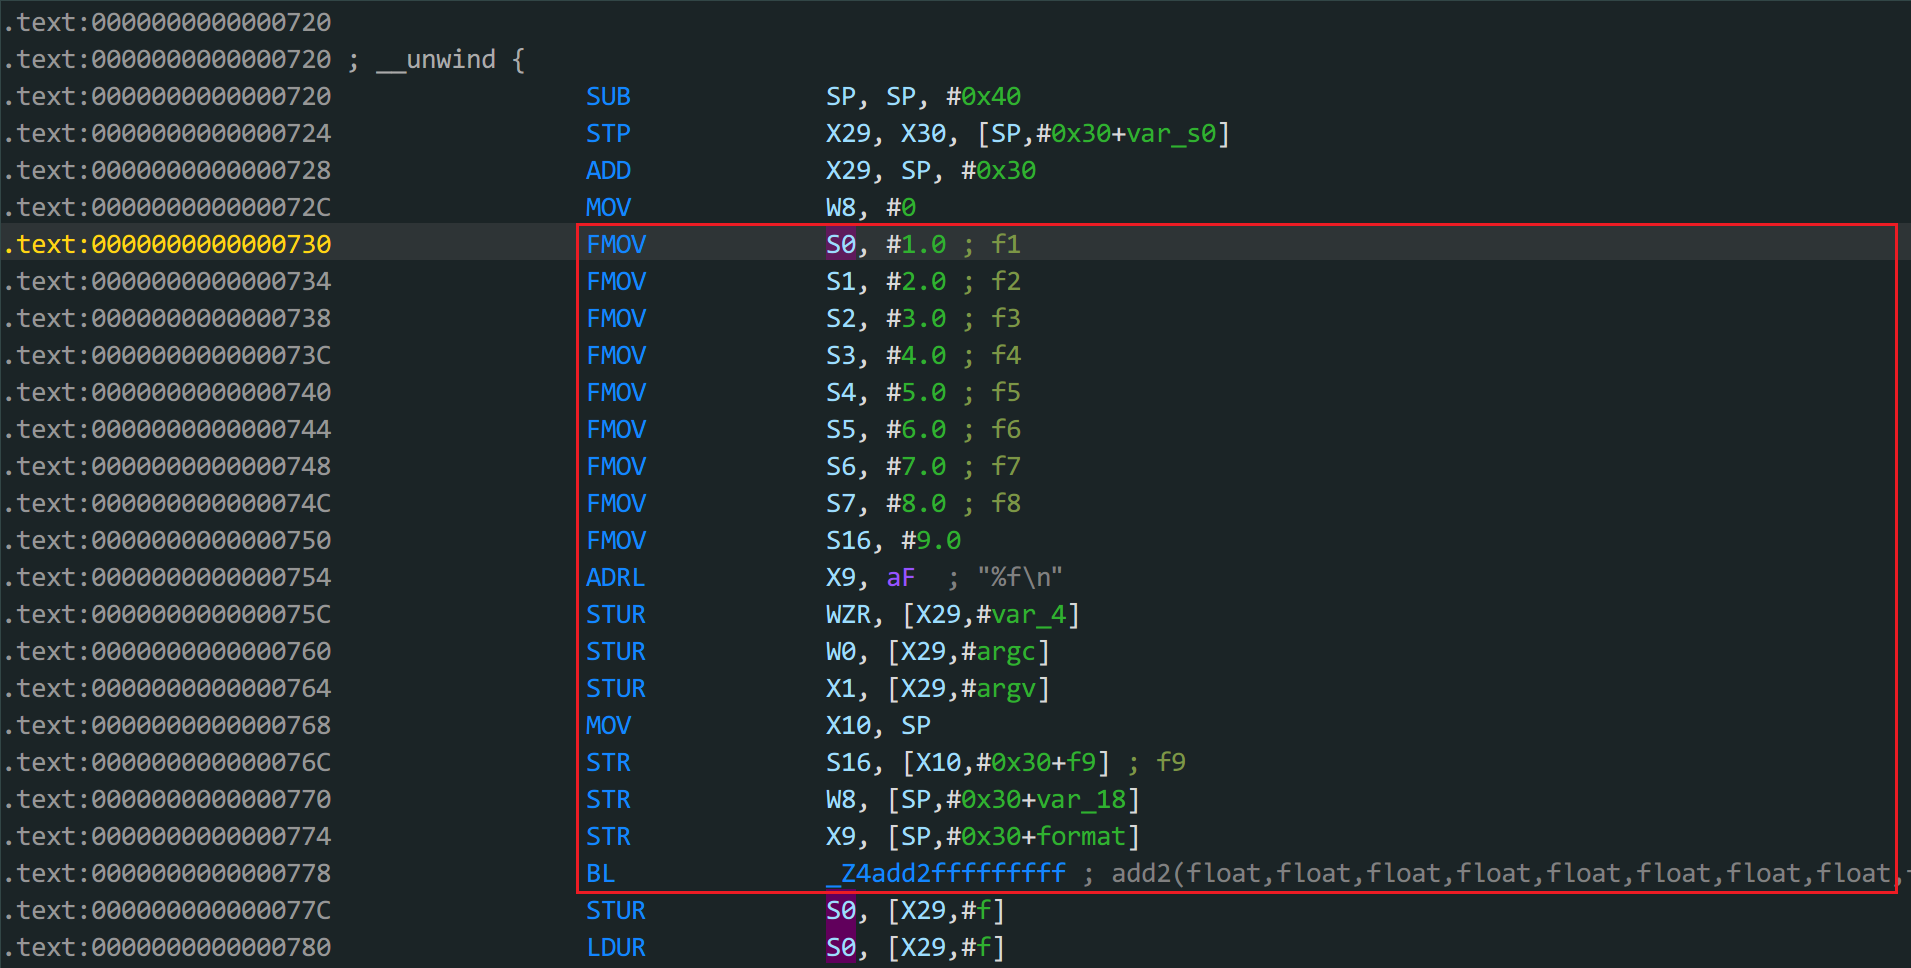 .text:0000000000000720
.text:0000000000000720 ; __unwind {
.text:0000000000000720 SUB SP, SP, #0x40
.text:0000000000000724 STP X29, X30, [SP,#0x30+var_s0]
.text:0000000000000728 ADD X29, SP, #0x30
.text:000000000000072C MOV W8, #0
.text:0000000000000730 FMOV S0, #1.0 ; f1
.text:0000000000000734 FMOV S1, #2.0 ; f2
.text:0000000000000738 FMOV S2, #3.0 ; f3
.text:000000000000073C FMOV S3, #4.0 ; f4
.text:0000000000000740 FMOV S4, #5.0 ; f5
.text:0000000000000744 FMOV S5, #6.0 ; f6
.text:0000000000000748 FMOV S6, #7.0 ; f7
.text:000000000000074C FMOV S7, #8.0 ; f8
.text:0000000000000750 FMOV S16, #9.0
.text:0000000000000754 ADRL X9, aF ; "%f\n"
.text:000000000000075C STUR WZR, [X29,#var_4]
.text:0000000000000760 STUR W0, [X29,#argc]
.text:0000000000000764 STUR X1, [X29,#argv]
.text:0000000000000768 MOV X10, SP
.text:000000000000076C STR S16, [X10,#0x30+f9] ; f9
.text:0000000000000770 STR W8, [SP,#0x30+var_18]
.text:0000000000000774 STR X9, [SP,#0x30+format]
.text:0000000000000778 BL _Z4add2fffffffff ; add2(float,float,float,float,float,float,float,float,
.text:000000000000077C STUR S0, [X29,#f]
.text:0000000000000780 LDUR S0, [X29,#f]